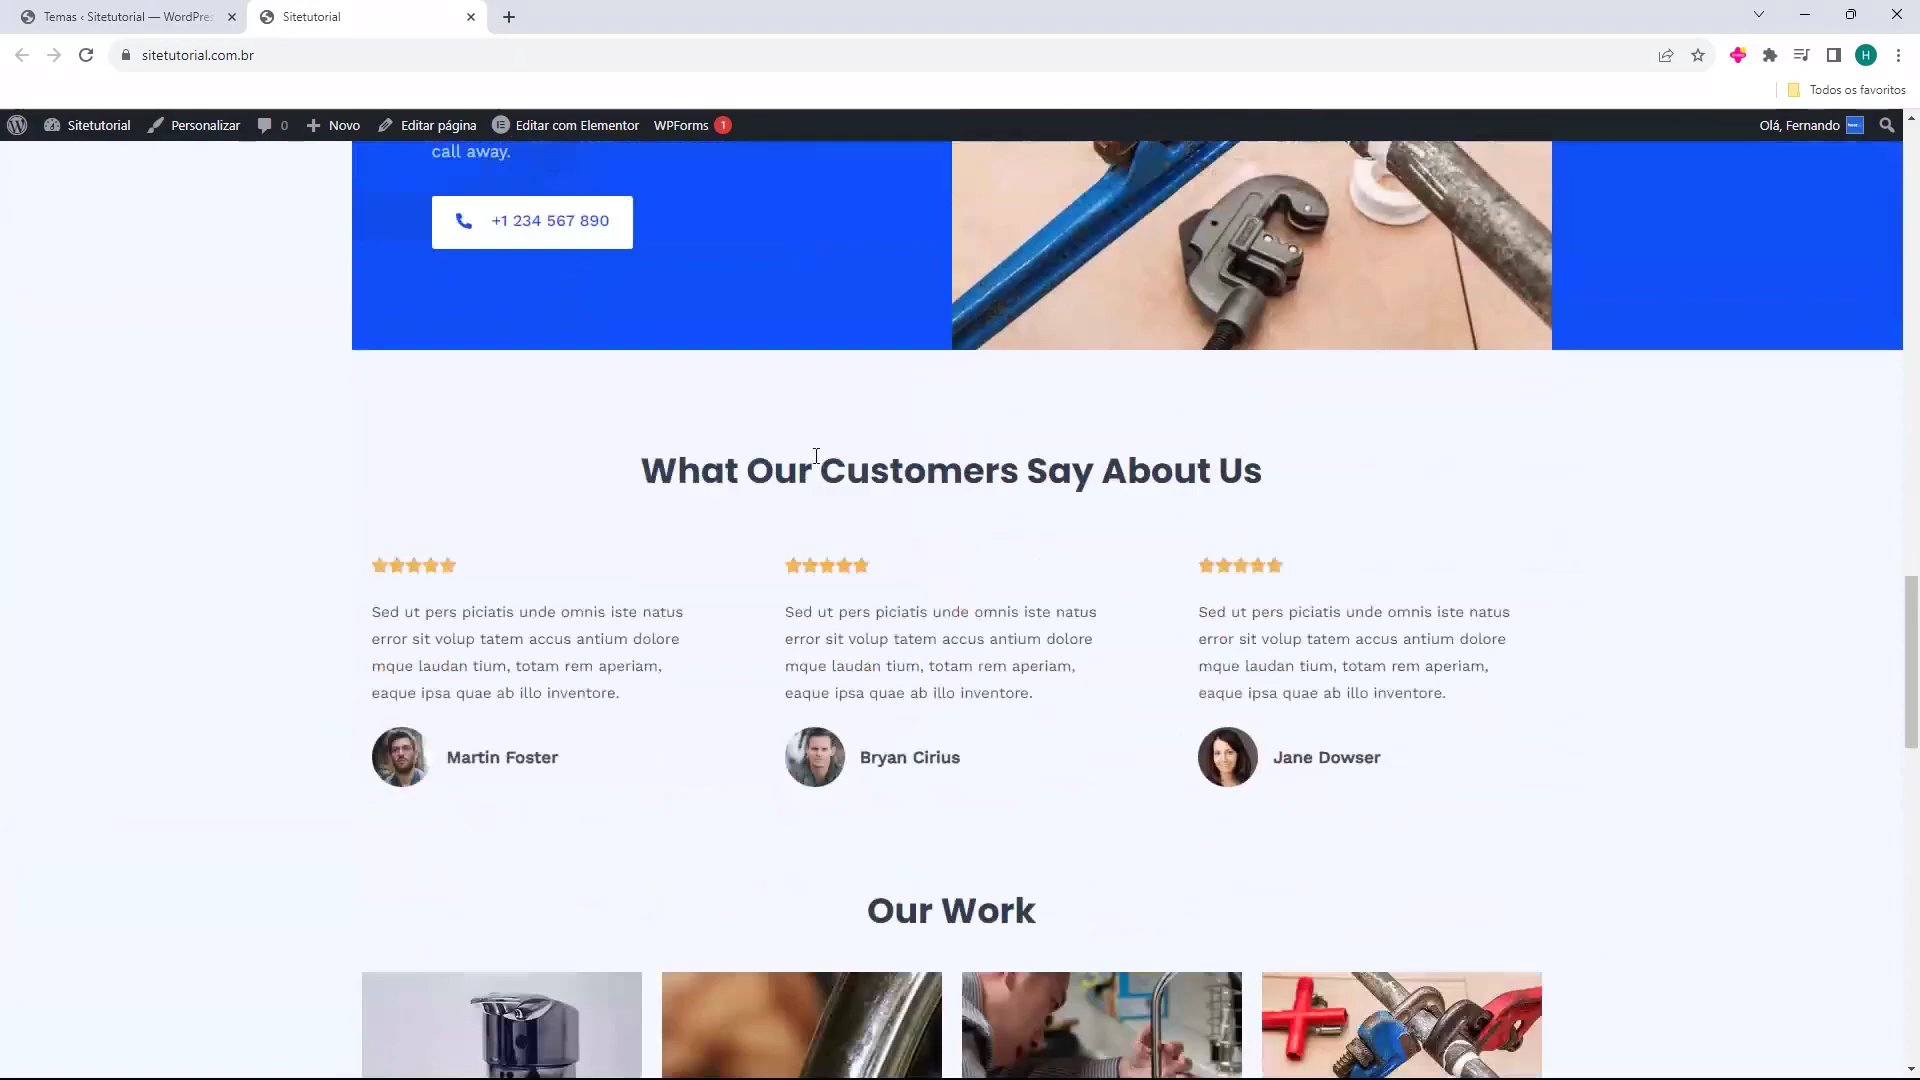 Temas ‹ Sitetutorial — WordPres
Sitetutorial
sitetutorial.com.br
H
Todos os favoritos
Sitetutorial
Personalizar
0
Novo
Editar página
Editar com Elementor
WPForms 1
Olá, Fernando
call away.
+1 234 567 890
What Our Customers Say About Us
Sed ut pers piciatis unde omnis iste natus
error sit volup tatem accus antium dolore
mque laudan tium, totam rem aperiam,
eaque ipsa quae ab illo inventore.
Martin Foster
Sed ut pers piciatis unde omnis iste natus
error sit volup tatem accus antium dolore
mque laudan tium, totam rem aperiam,
eaque ipsa quae ab illo inventore.
Bryan Cirius
Sed ut pers piciatis unde omnis iste natus
error sit volup tatem accus antium dolore
mque laudan tium, totam rem aperiam,
eaque ipsa quae ab illo inventore.
Jane Dowser
Our Work